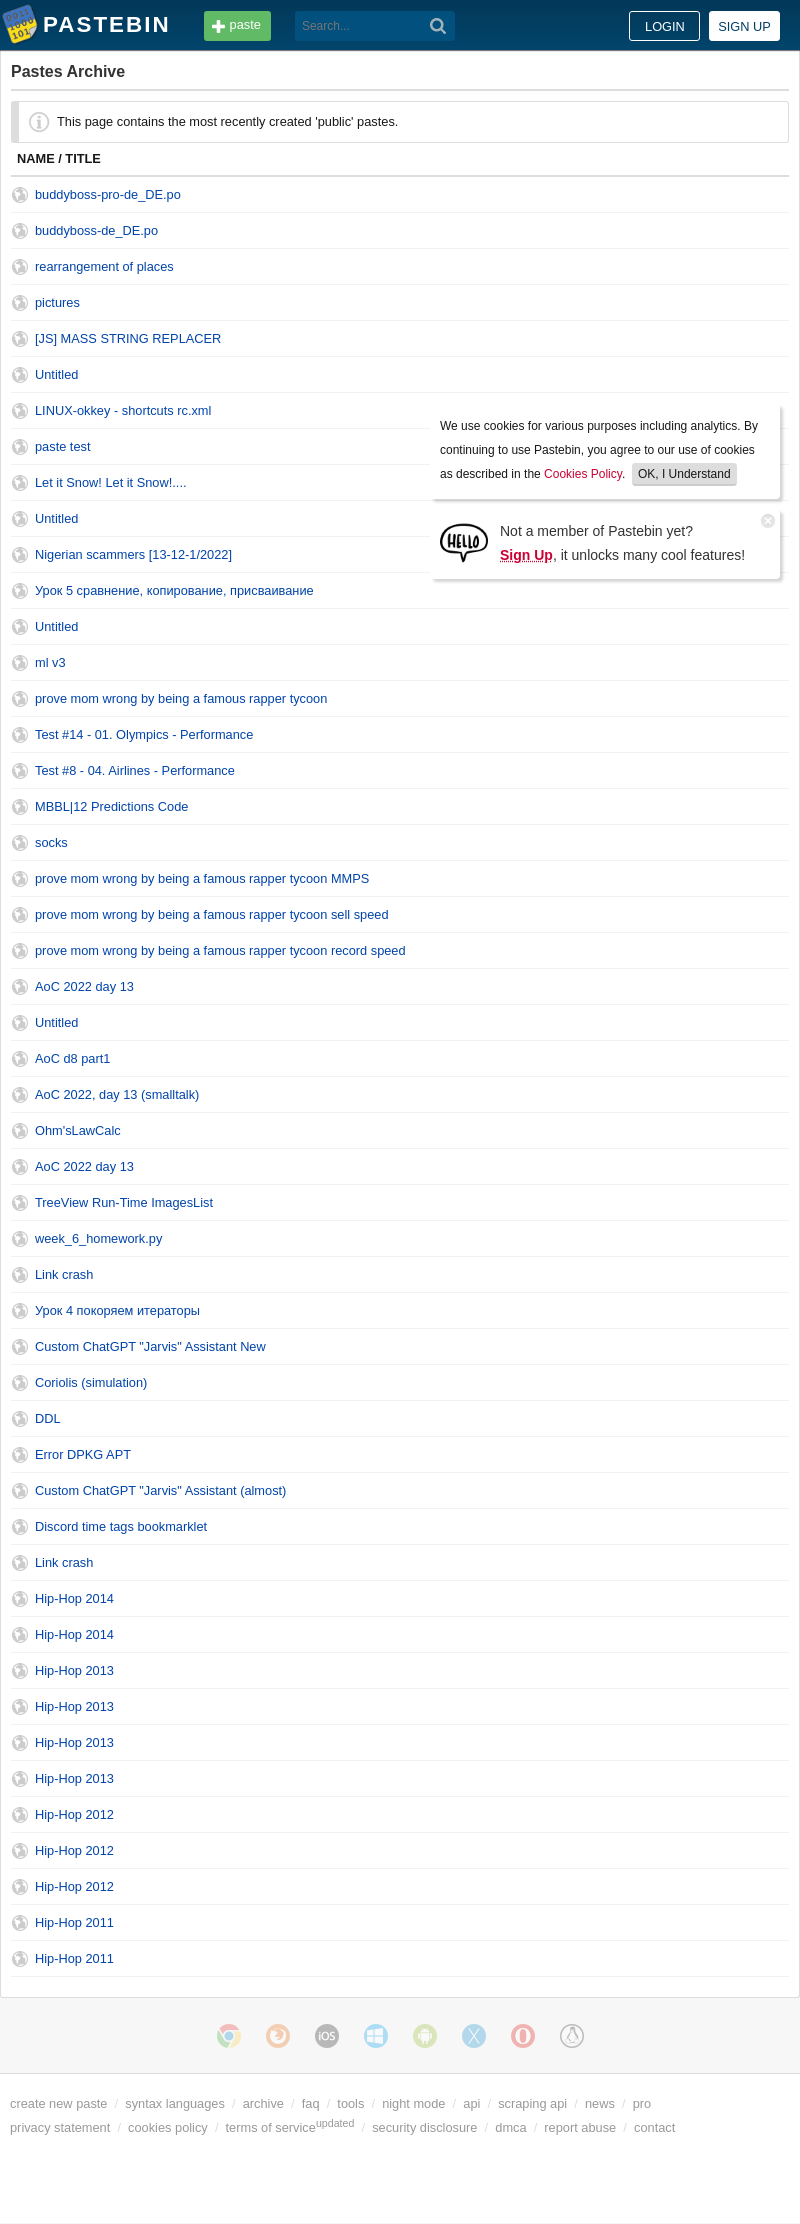 PASTEBIN
paste
Search...
LOGIN
SIGN UP
Pastes Archive
This page contains the most recently created 'public' pastes.
NAME / TITLE
buddyboss-pro-de_DE.po
buddyboss-de_DE.po
rearrangement of places
pictures
[JS] MASS STRING REPLACER
Untitled
LINUX-okkey - shortcuts rc.xml
paste test
Let it Snow! Let it Snow!....
Untitled
Nigerian scammers [13-12-1/2022]
Урок 5 сравнение, копирование, присваивание
We use cookies for various purposes including analytics. By
continuing to use Pastebin, you agree to our use of cookies
as described in the Cookies Policy. OK, I Understand
HELLO
Not a member of Pastebin yet?
Sign Up, it unlocks many cool features!
Untitled
ml v3
prove mom wrong by being a famous rapper tycoon
Test #14 - 01. Olympics - Performance
Test #8 - 04. Airlines - Performance
MBBL|12 Predictions Code
socks
prove mom wrong by being a famous rapper tycoon MMPS
prove mom wrong by being a famous rapper tycoon sell speed
prove mom wrong by being a famous rapper tycoon record speed
AoC 2022 day 13
Untitled
AoC d8 part1
AoC 2022, day 13 (smalltalk)
Ohm'sLawCalc
AoC 2022 day 13
TreeView Run-Time ImagesList
week_6_homework.py
Link crash
Урок 4 покоряем итераторы
Custom ChatGPT "Jarvis" Assistant New
Coriolis (simulation)
DDL
Error DPKG APT
Custom ChatGPT "Jarvis" Assistant (almost)
Discord time tags bookmarklet
Link crash
Hip-Hop 2014
Hip-Hop 2014
Hip-Hop 2013
Hip-Hop 2013
Hip-Hop 2013
Hip-Hop 2013
Hip-Hop 2012
Hip-Hop 2012
Hip-Hop 2012
Hip-Hop 2011
Hip-Hop 2011
iOS
create new paste / syntax languages / archive / faq / tools / night mode / api / scraping api / news / pro
privacy statement / cookies policy / terms of service updated / security disclosure / dmca / report abuse / contact